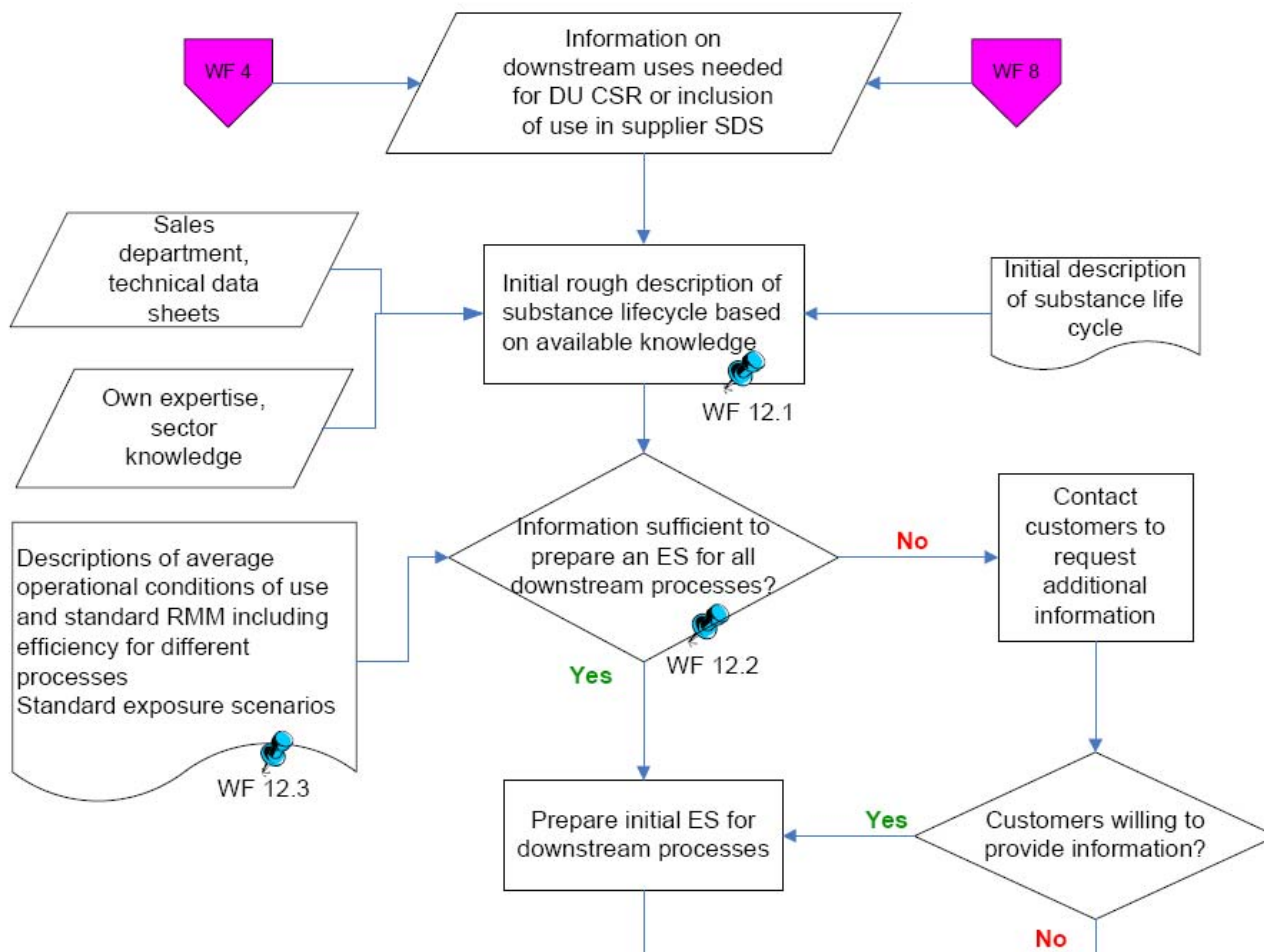 WF 4
Information on
downstream uses needed
for DU CSR or inclusion
of use in supplier SDS
WF 8
Sales
department,
technical data
sheets
Initial rough description of
substance lifecycle based
on available knowledge
WF 12.1
Initial description
of substance life
cycle
Own expertise,
sector
knowledge
Descriptions of average
operational conditions of use
and standard RMM including
efficiency for different
processes
Standard exposure scenarios
WF 12.3
Information sufficient to
prepare an ES for all
downstream processes?
WF 12.2
No
Yes
Contact
customers to
request
additional
information
Prepare initial ES for
downstream processes
Yes
Customers willing to
provide information?
No